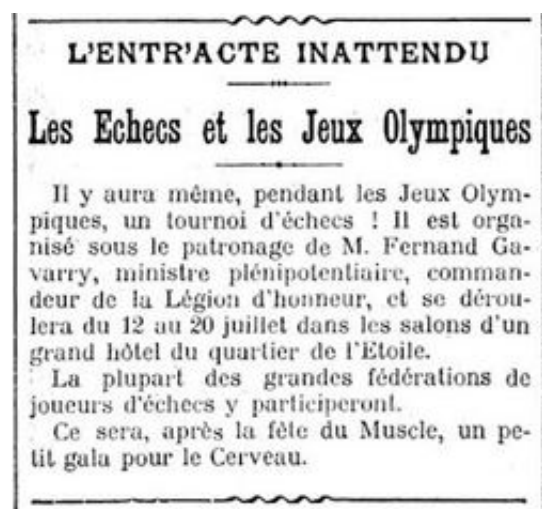 L'ENTR'ACTE INATTENDU
Les Echecs et les Jeux Olympiques
Il y aura même, pendant les Jeux Olym-
piques, un tournoi d'échecs ! Il est orga-
nisé sous le patronage de M. Fernand Ga-
varry, ministre plénipotentiaire, comman-
deur de la Légion d'honneur, et se dérou-
lera du 12 au 20 juillet dans les salons d'un
grand hôtel du quartier de l'Etoile.
La plupart des grandes fédérations de
joueurs d'échecs y participeront.
Ce sera, après la fête du Muscle, un pe-
tit gala pour le Cerveau.